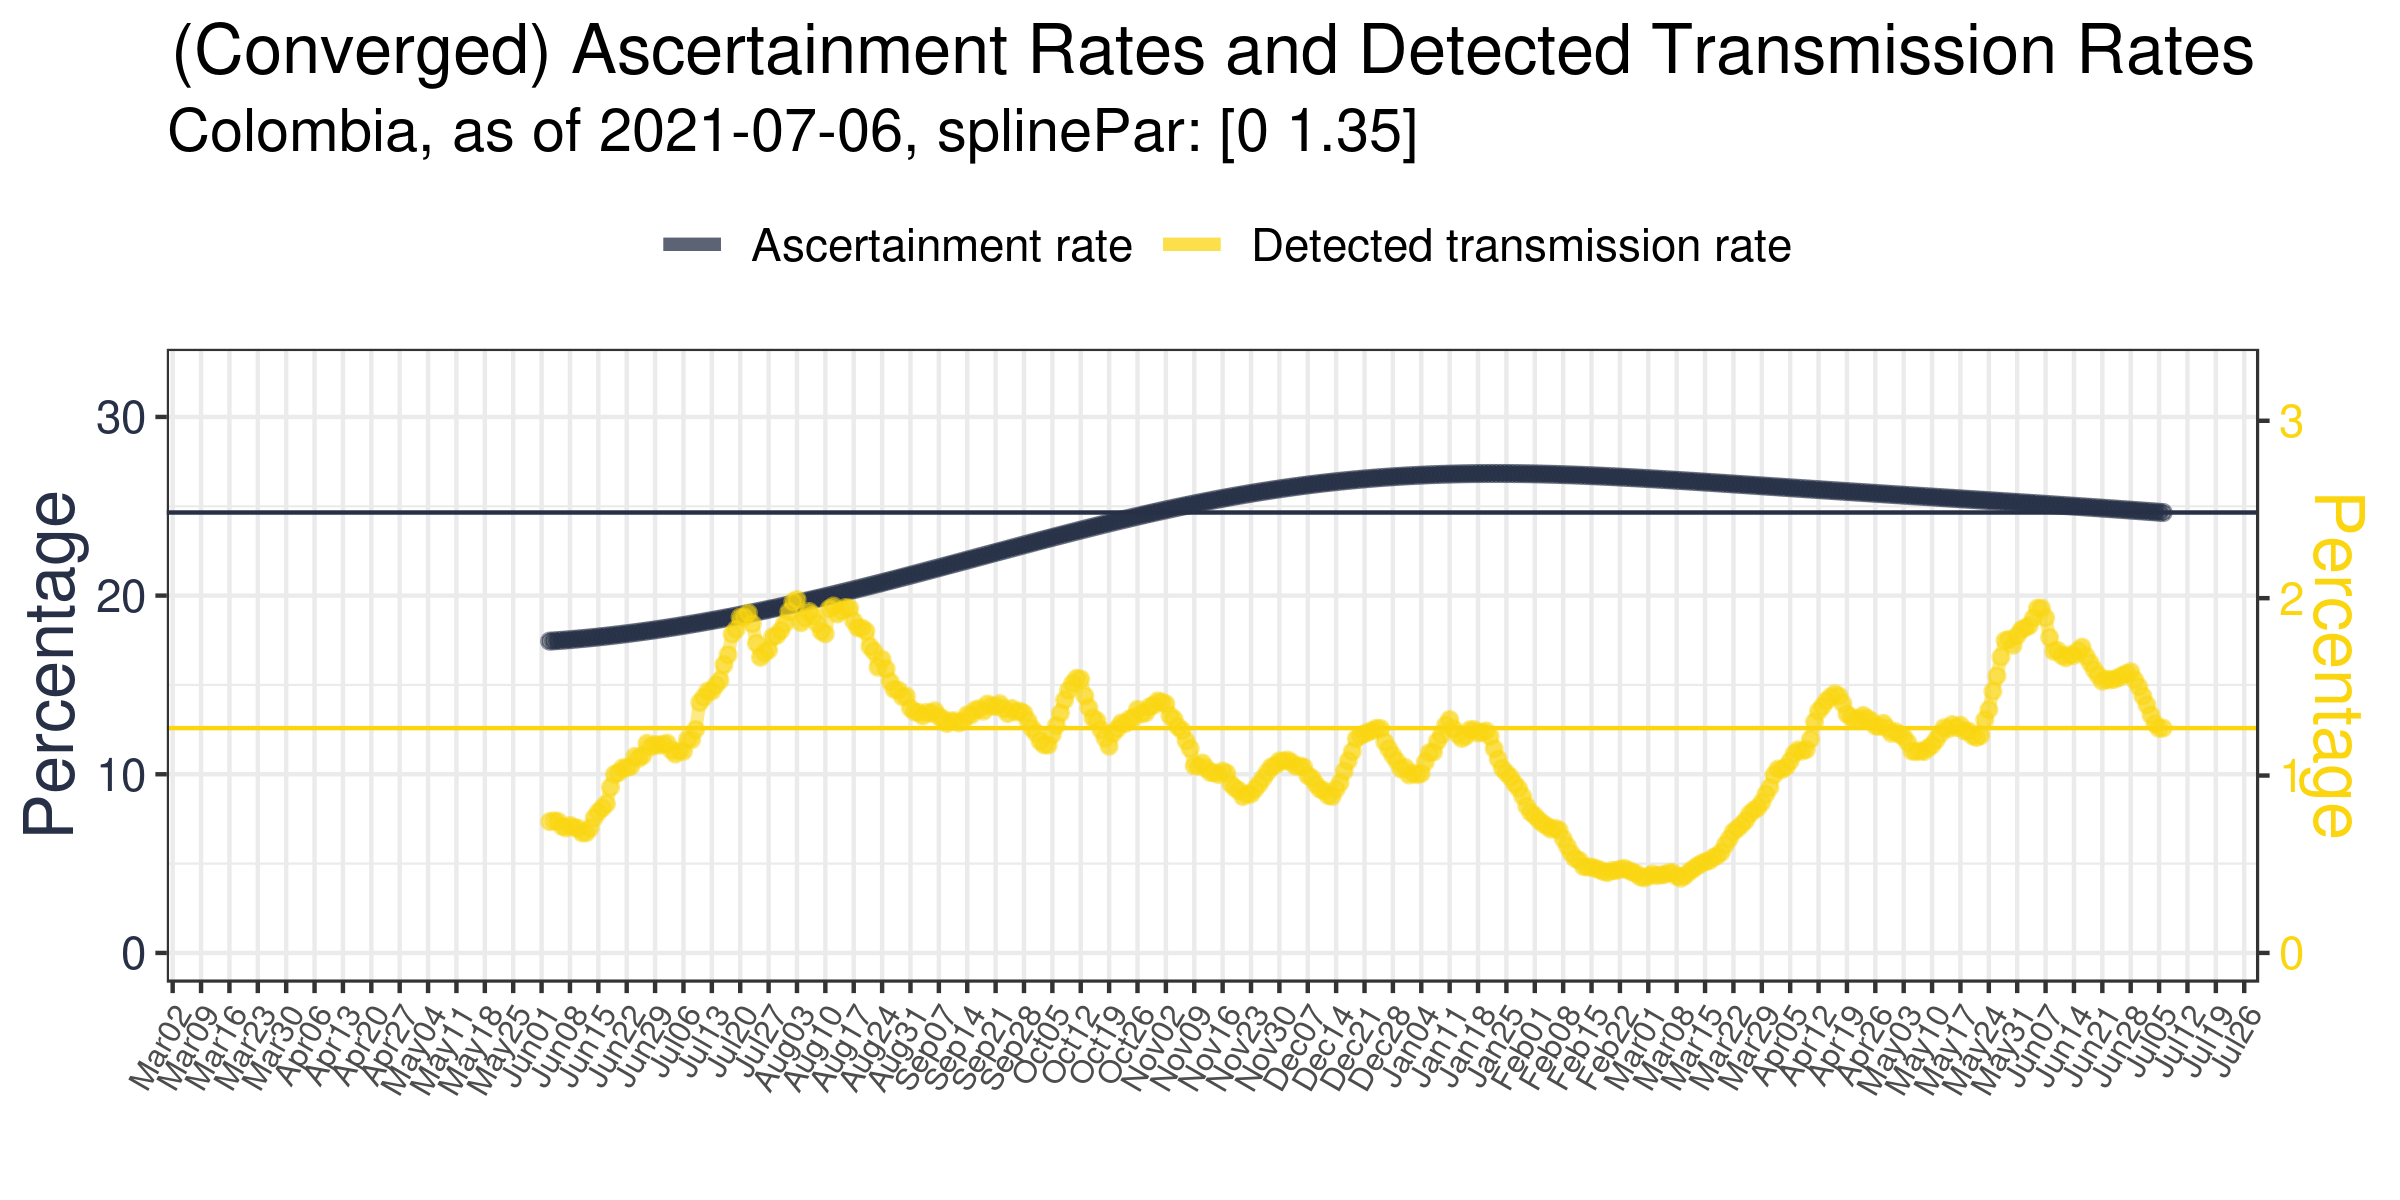 (Converged) Ascertainment Rates and Detected Transmission Rates
Colombia, as of 2021-07-06, splinePar: [0 1.35]
Ascertainment rate
Detected transmission rate
Percentage
30
20
10
0
3
2
1
0
Percentage
Mar02
Mar09
Mar16
Mar23
Mar30
Apr06
Apr13
Apr20
Apr27
May04
May11
May18
May25
Jun01
Jun08
Jun15
Jun22
Jun29
Jul06
Jul13
Jul20
Jul27
Aug03
Aug10
Aug17
Aug24
Aug31
Sep07
Sep14
Sep21
Sep28
Oct05
Oct12
Oct19
Oct26
Nov02
Nov09
Nov16
Nov23
Nov30
Dec07
Dec14
Dec21
Dec28
Jan04
Jan11
Jan18
Jan25
Feb01
Feb08
Feb15
Feb22
Mar01
Mar08
Mar15
Mar22
Mar29
Apr05
Apr12
Apr19
Apr26
May03
May10
May17
May24
May31
Jun07
Jun14
Jun21
Jun28
Jul05
Jul12
Jul19
Jul26